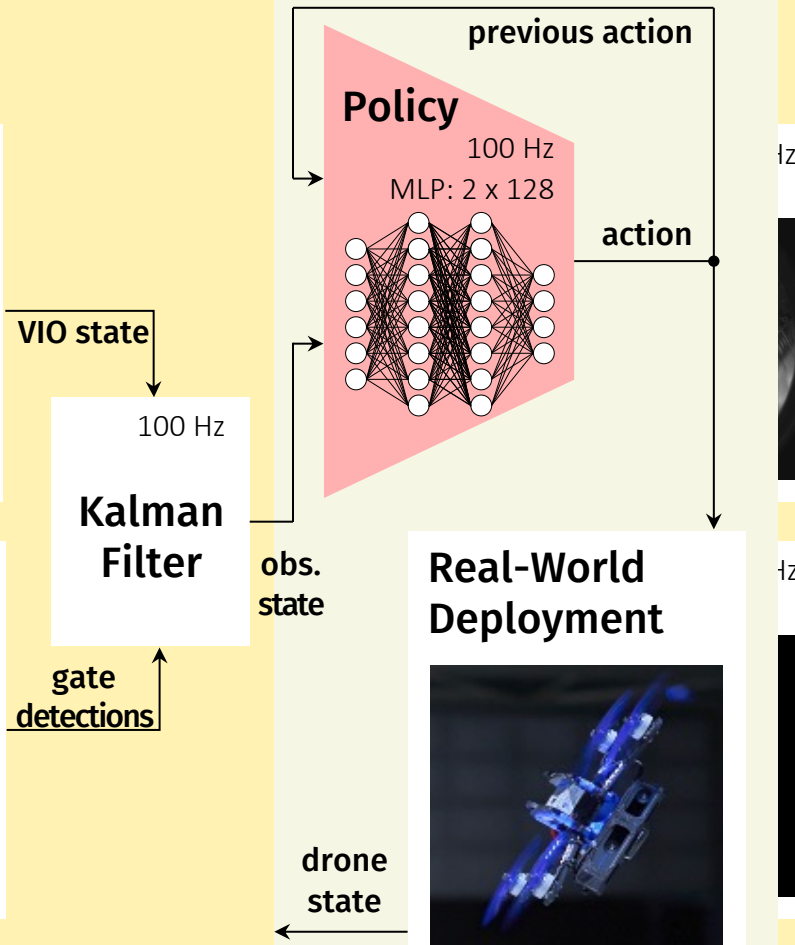 previous action
Policy
100 Hz
MLP: 2 x 128
action
VIO state
100 Hz
Kalman
Filter
obs.
state
Real-World
Deployment
gate
detections
drone
state